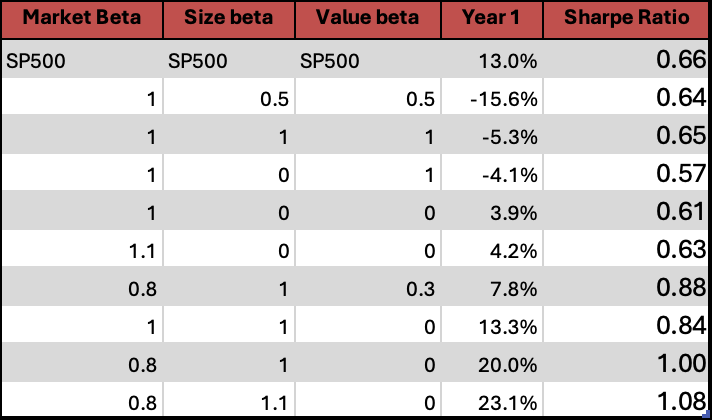 Market Beta Size beta Value beta Year 1 Sharpe Ratio
SP500 SP500 SP500 13.0% 0.66
1 0.5 0.5 -15.6% 0.64
1 1 1 -5.3% 0.65
1 0 1 -4.1% 0.57
1 0 0 3.9% 0.61
1.1 0 0 4.2% 0.63
0.8 1 0.3 7.8% 0.88
1 1 0 13.3% 0.84
0.8 1 0 20.0% 1.00
0.8 1.1 0 23.1% 1.08